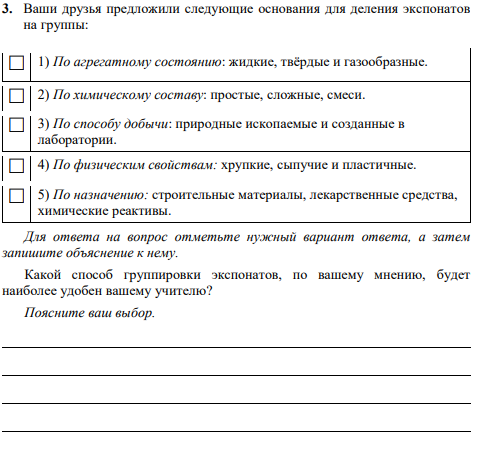 3. Ваши друзья предложили следующие основания для деления экспонатов
на группы:
1) По агрегатному состоянию: жидкие, твёрдые и газообразные.
2) По химическому составу: простые, сложные, смеси.
3) По способу добычи: природные ископаемые и созданные в
лаборатории.
4) По физическим свойствам: хрупкие, сыпучие и пластичные.
5) По назначению: строительные материалы, лекарственные средства,
химические реактивы.
Для ответа на вопрос отметьте нужный вариант ответа, а затем
запишите объяснение к нему.
Какой способ группировки экспонатов, по вашему мнению, будет
наиболее удобен вашему учителю?
Поясните ваш выбор.